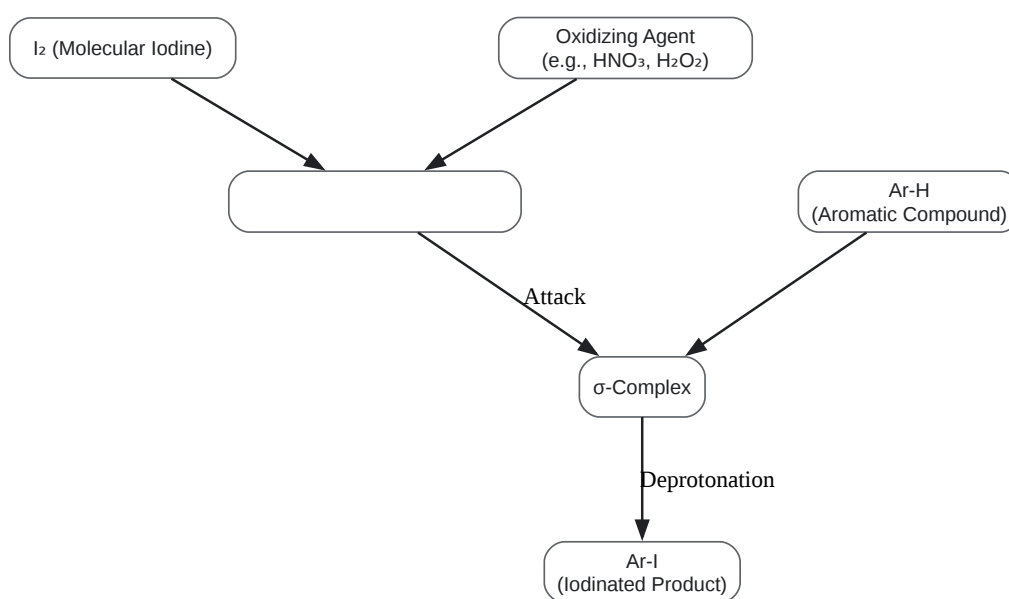 I₂ (Molecular Iodine)
Oxidizing Agent
(e.g., HNO₃, H₂O₂)
Ar-H
(Aromatic Compound)
Attack
σ-Complex
Deprotonation
Ar-I
(Iodinated Product)